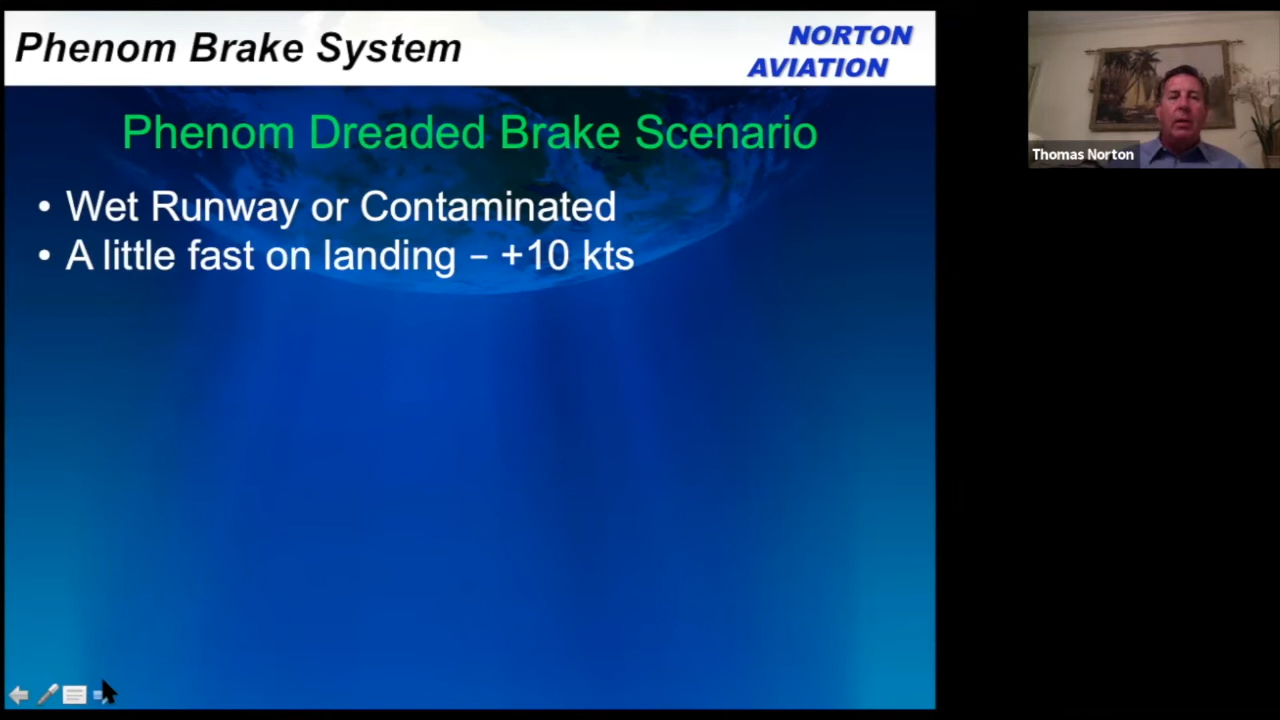 Phenom Brake System
NORTON
AVIATION
Phenom Dreaded Brake Scenario
• Wet Runway or Contaminated
• A little fast on landing – +10 kts
Thomas Norton